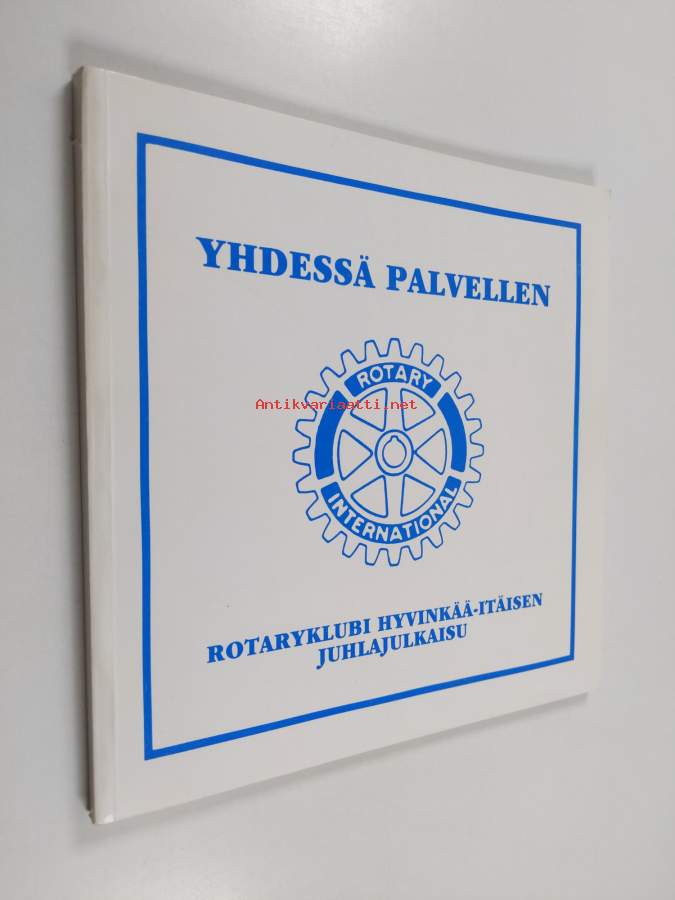 YHDESSÄ PALVELLEN
ROTARY
Antikvariaatti.net
INTERNATIONAL
ROTARYKLUBI HYVINKÄÄ-ITÄISEN
JUHLAJULKAISU